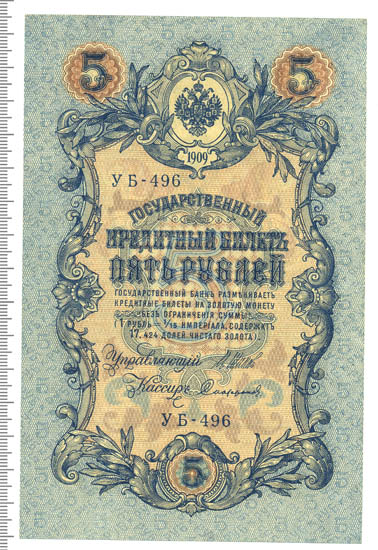 5 5
1909
УБ-496
ГОСУДАРСТВЕННЫЙ
КРЕДИТНЫЙ БИЛЕТЪ
ПЯТЬ РУБЛЕЙ
ГОСУДАРСТВЕННЫЙ БАНКЪ РАЗМѢНИВАЕТЪ
КРЕДИТНЫЕ БИЛЕТЫ НА ЗОЛОТУЮ МОНЕТУ
БЕЗЪ ОГРАНИЧЕНІЯ СУММЫ
(1 РУБЛЬ = 1/15 ИМПЕРІАЛА, СОДЕРЖИТЪ
17,424 ДОЛЕЙ ЧИСТАГО ЗОЛОТА).
Управляющій
Кассиръ
УБ-496
5